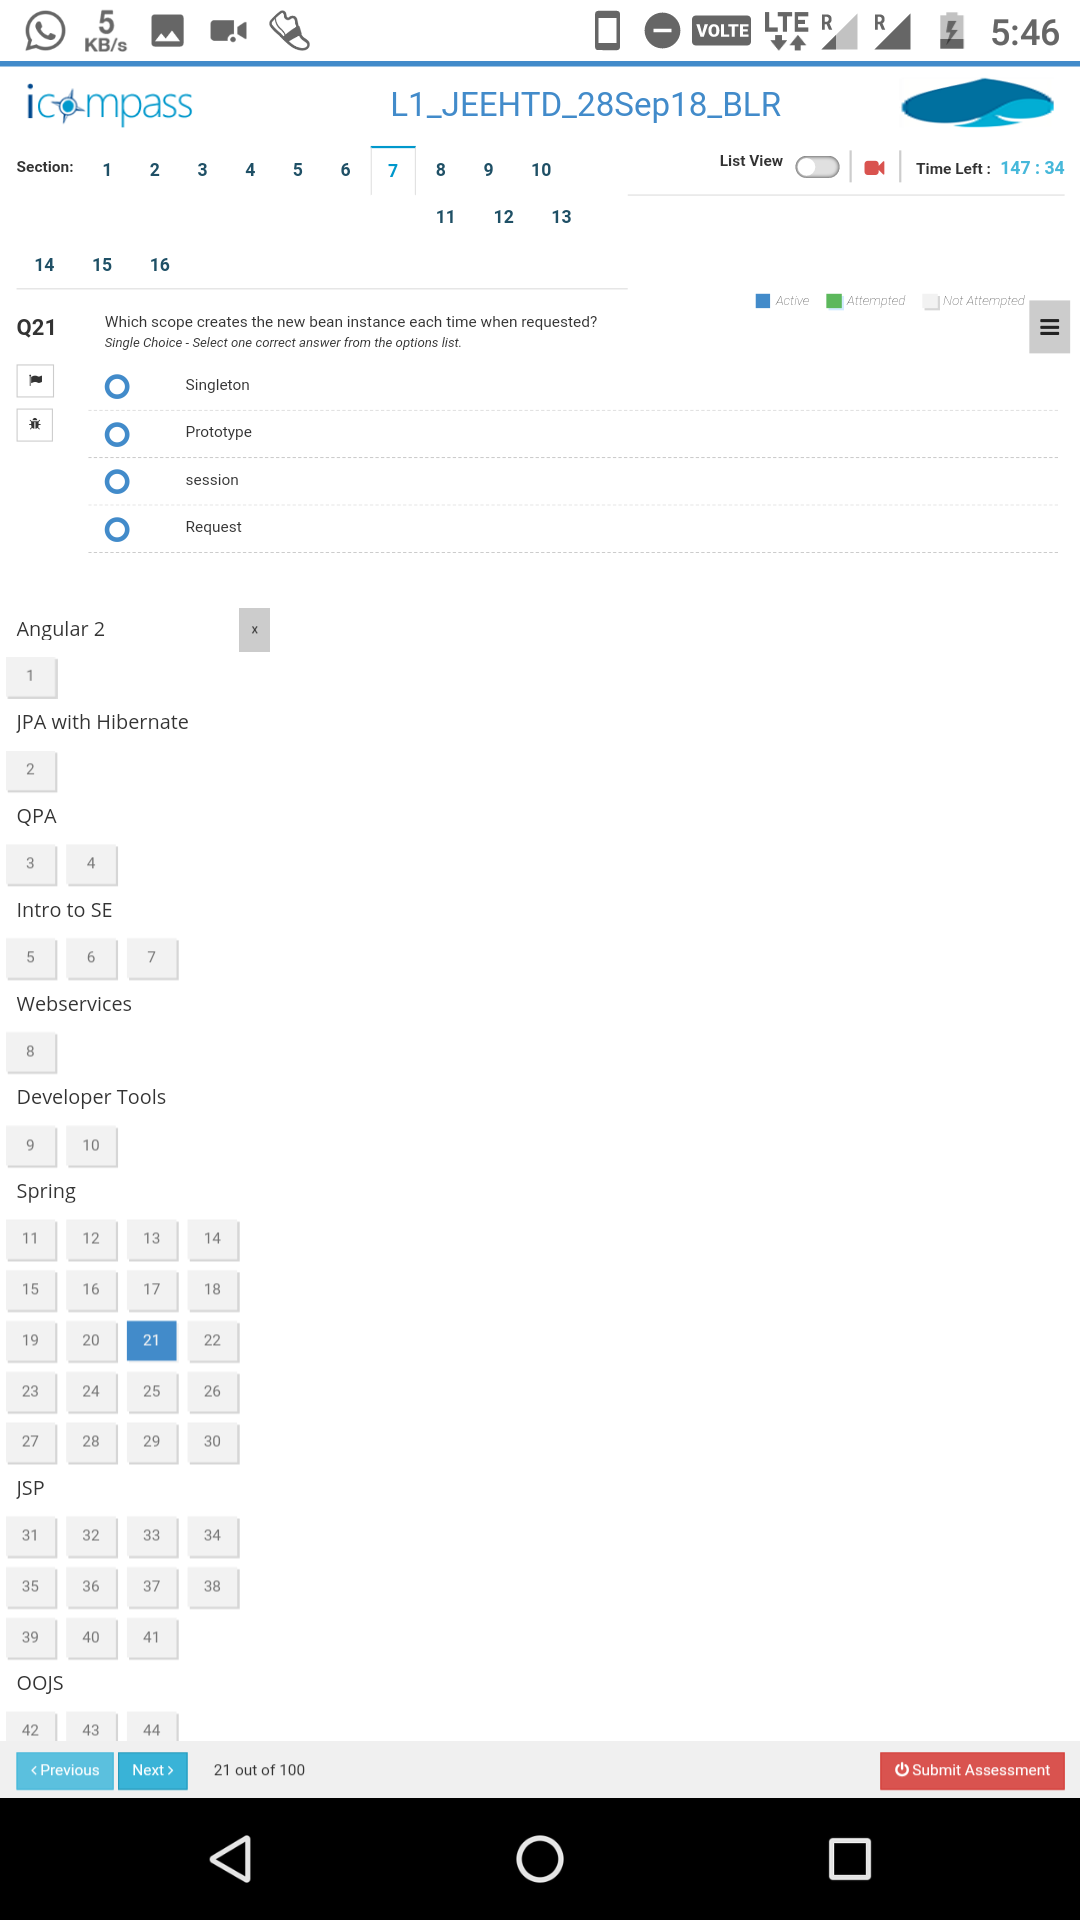 5
KB/s
VOLTE
LTE
R
R
5:46
icompass
L1_JEEHTD_28Sep18_BLR
Section: 1 2 3 4 5 6 7 8 9 10
11 12 13
14 15 16
List View
Time Left : 147 : 34
Active Attempted Not Attempted
Q21
Which scope creates the new bean instance each time when requested?
Single Choice - Select one correct answer from the options list.
Singleton
Prototype
session
Request
Angular 2 x
1
JPA with Hibernate
2
QPA
3 4
Intro to SE
5 6 7
Webservices
8
Developer Tools
9 10
Spring
11 12 13 14
15 16 17 18
19 20 21 22
23 24 25 26
27 28 29 30
JSP
31 32 33 34
35 36 37 38
39 40 41
OOJS
42 43 44
‹ Previous Next › 21 out of 100 Submit Assessment